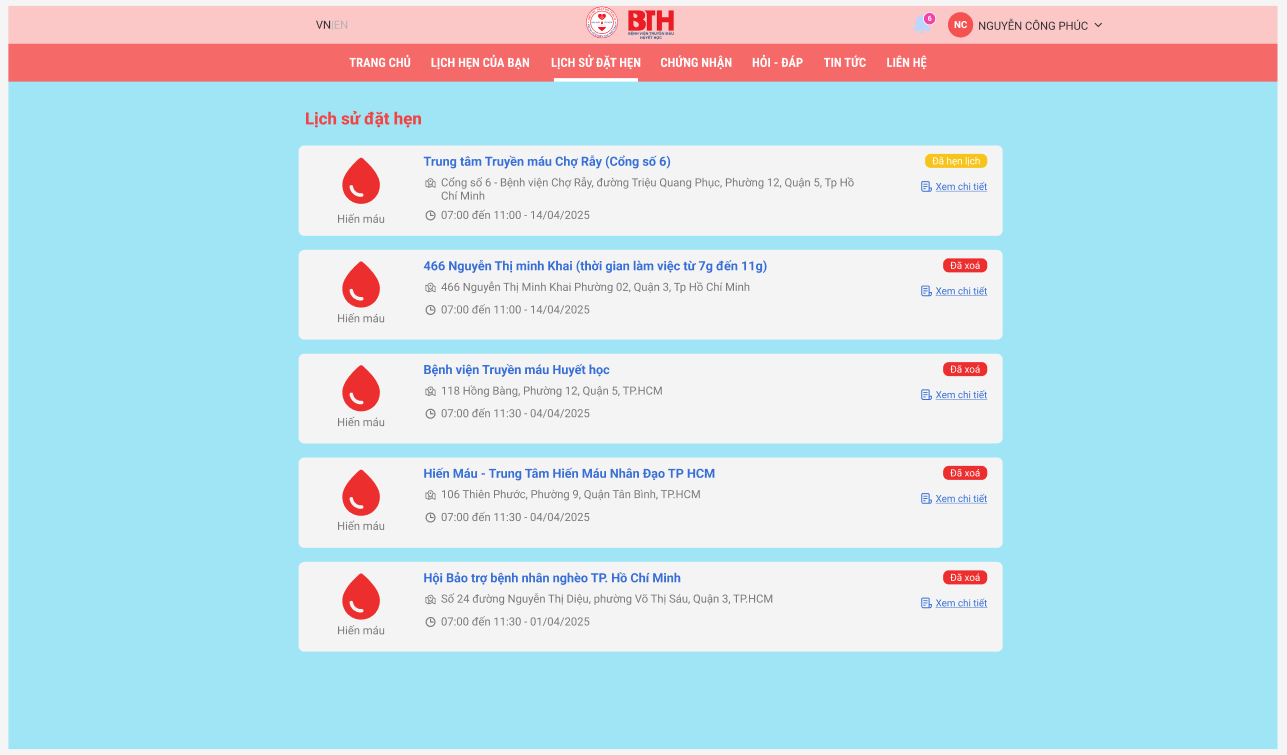 VN|EN
BTH
BỆNH VIỆN TRUYỀN MÁU
HUYẾT HỌC
6
NC
NGUYỄN CÔNG PHÚC
TRANG CHỦ
LỊCH HẸN CỦA BẠN
LỊCH SỬ ĐẶT HẸN
CHỨNG NHẬN
HỎI - ĐÁP
TIN TỨC
LIÊN HỆ
Lịch sử đặt hẹn
Hiến máu
Trung tâm Truyền máu Chợ Rẫy (Cổng số 6)
Cổng số 6 - Bệnh viện Chợ Rẫy, đường Triệu Quang Phục, Phường 12, Quận 5, Tp Hồ
Chí Minh
07:00 đến 11:00 - 14/04/2025
Đã hẹn lịch
Xem chi tiết
Hiến máu
466 Nguyễn Thị minh Khai (thời gian làm việc từ 7g đến 11g)
466 Nguyễn Thị Minh Khai Phường 02, Quận 3, Tp Hồ Chí Minh
07:00 đến 11:00 - 14/04/2025
Đã xoá
Xem chi tiết
Hiến máu
Bệnh viện Truyền máu Huyết học
118 Hồng Bàng, Phường 12, Quận 5, TP.HCM
07:00 đến 11:30 - 04/04/2025
Đã xoá
Xem chi tiết
Hiến máu
Hiến Máu - Trung Tâm Hiến Máu Nhân Đạo TP HCM
106 Thiên Phước, Phường 9, Quận Tân Bình, TP.HCM
07:00 đến 11:30 - 04/04/2025
Đã xoá
Xem chi tiết
Hiến máu
Hội Bảo trợ bệnh nhân nghèo TP. Hồ Chí Minh
Số 24 đường Nguyễn Thị Diệu, phường Võ Thị Sáu, Quận 3, TP.HCM
07:00 đến 11:30 - 01/04/2025
Đã xoá
Xem chi tiết